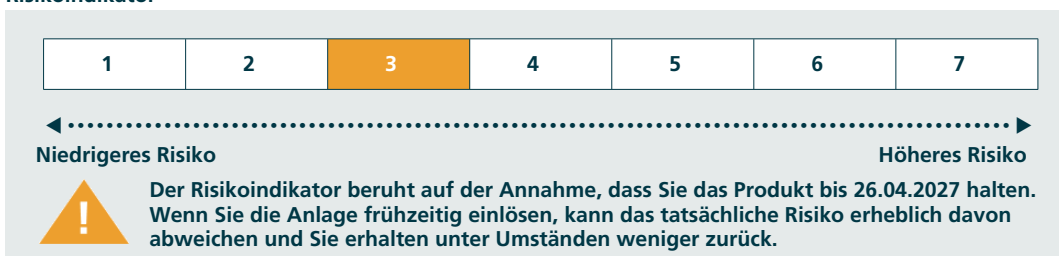 1 2 3 4 5 6 7
Niedrigeres Risiko Höheres Risiko
!
Der Risikoindikator beruht auf der Annahme, dass Sie das Produkt bis 26.04.2027 halten.
Wenn Sie die Anlage frühzeitig einlösen, kann das tatsächliche Risiko erheblich davon
abweichen und Sie erhalten unter Umständen weniger zurück.